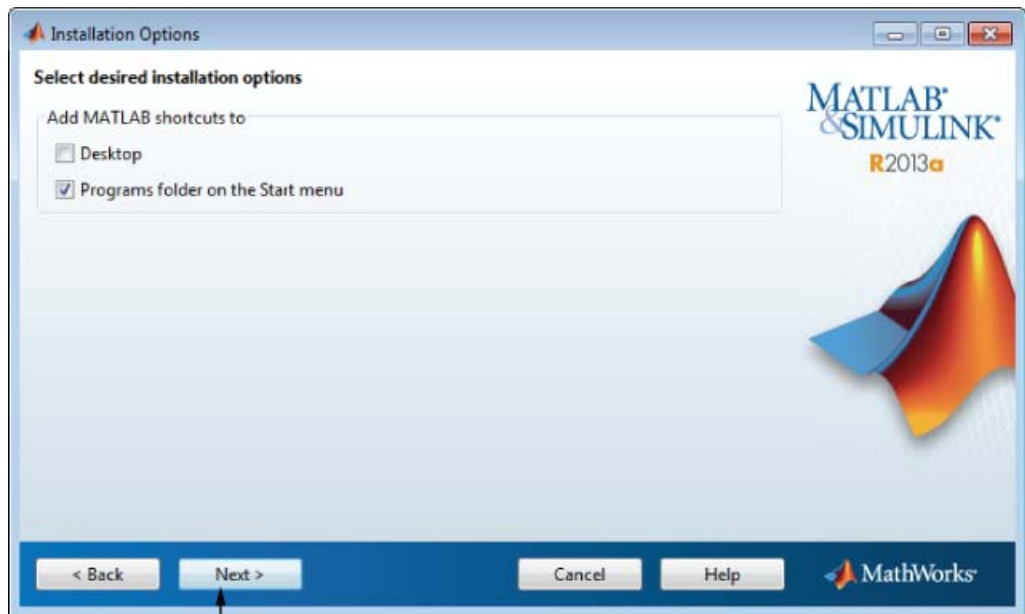 Installation Options
Select desired installation options
Add MATLAB shortcuts to
Desktop
Programs folder on the Start menu
MATLAB®
&SIMULINK®
R2013a
< Back
Next >
Cancel
Help
MathWorks®